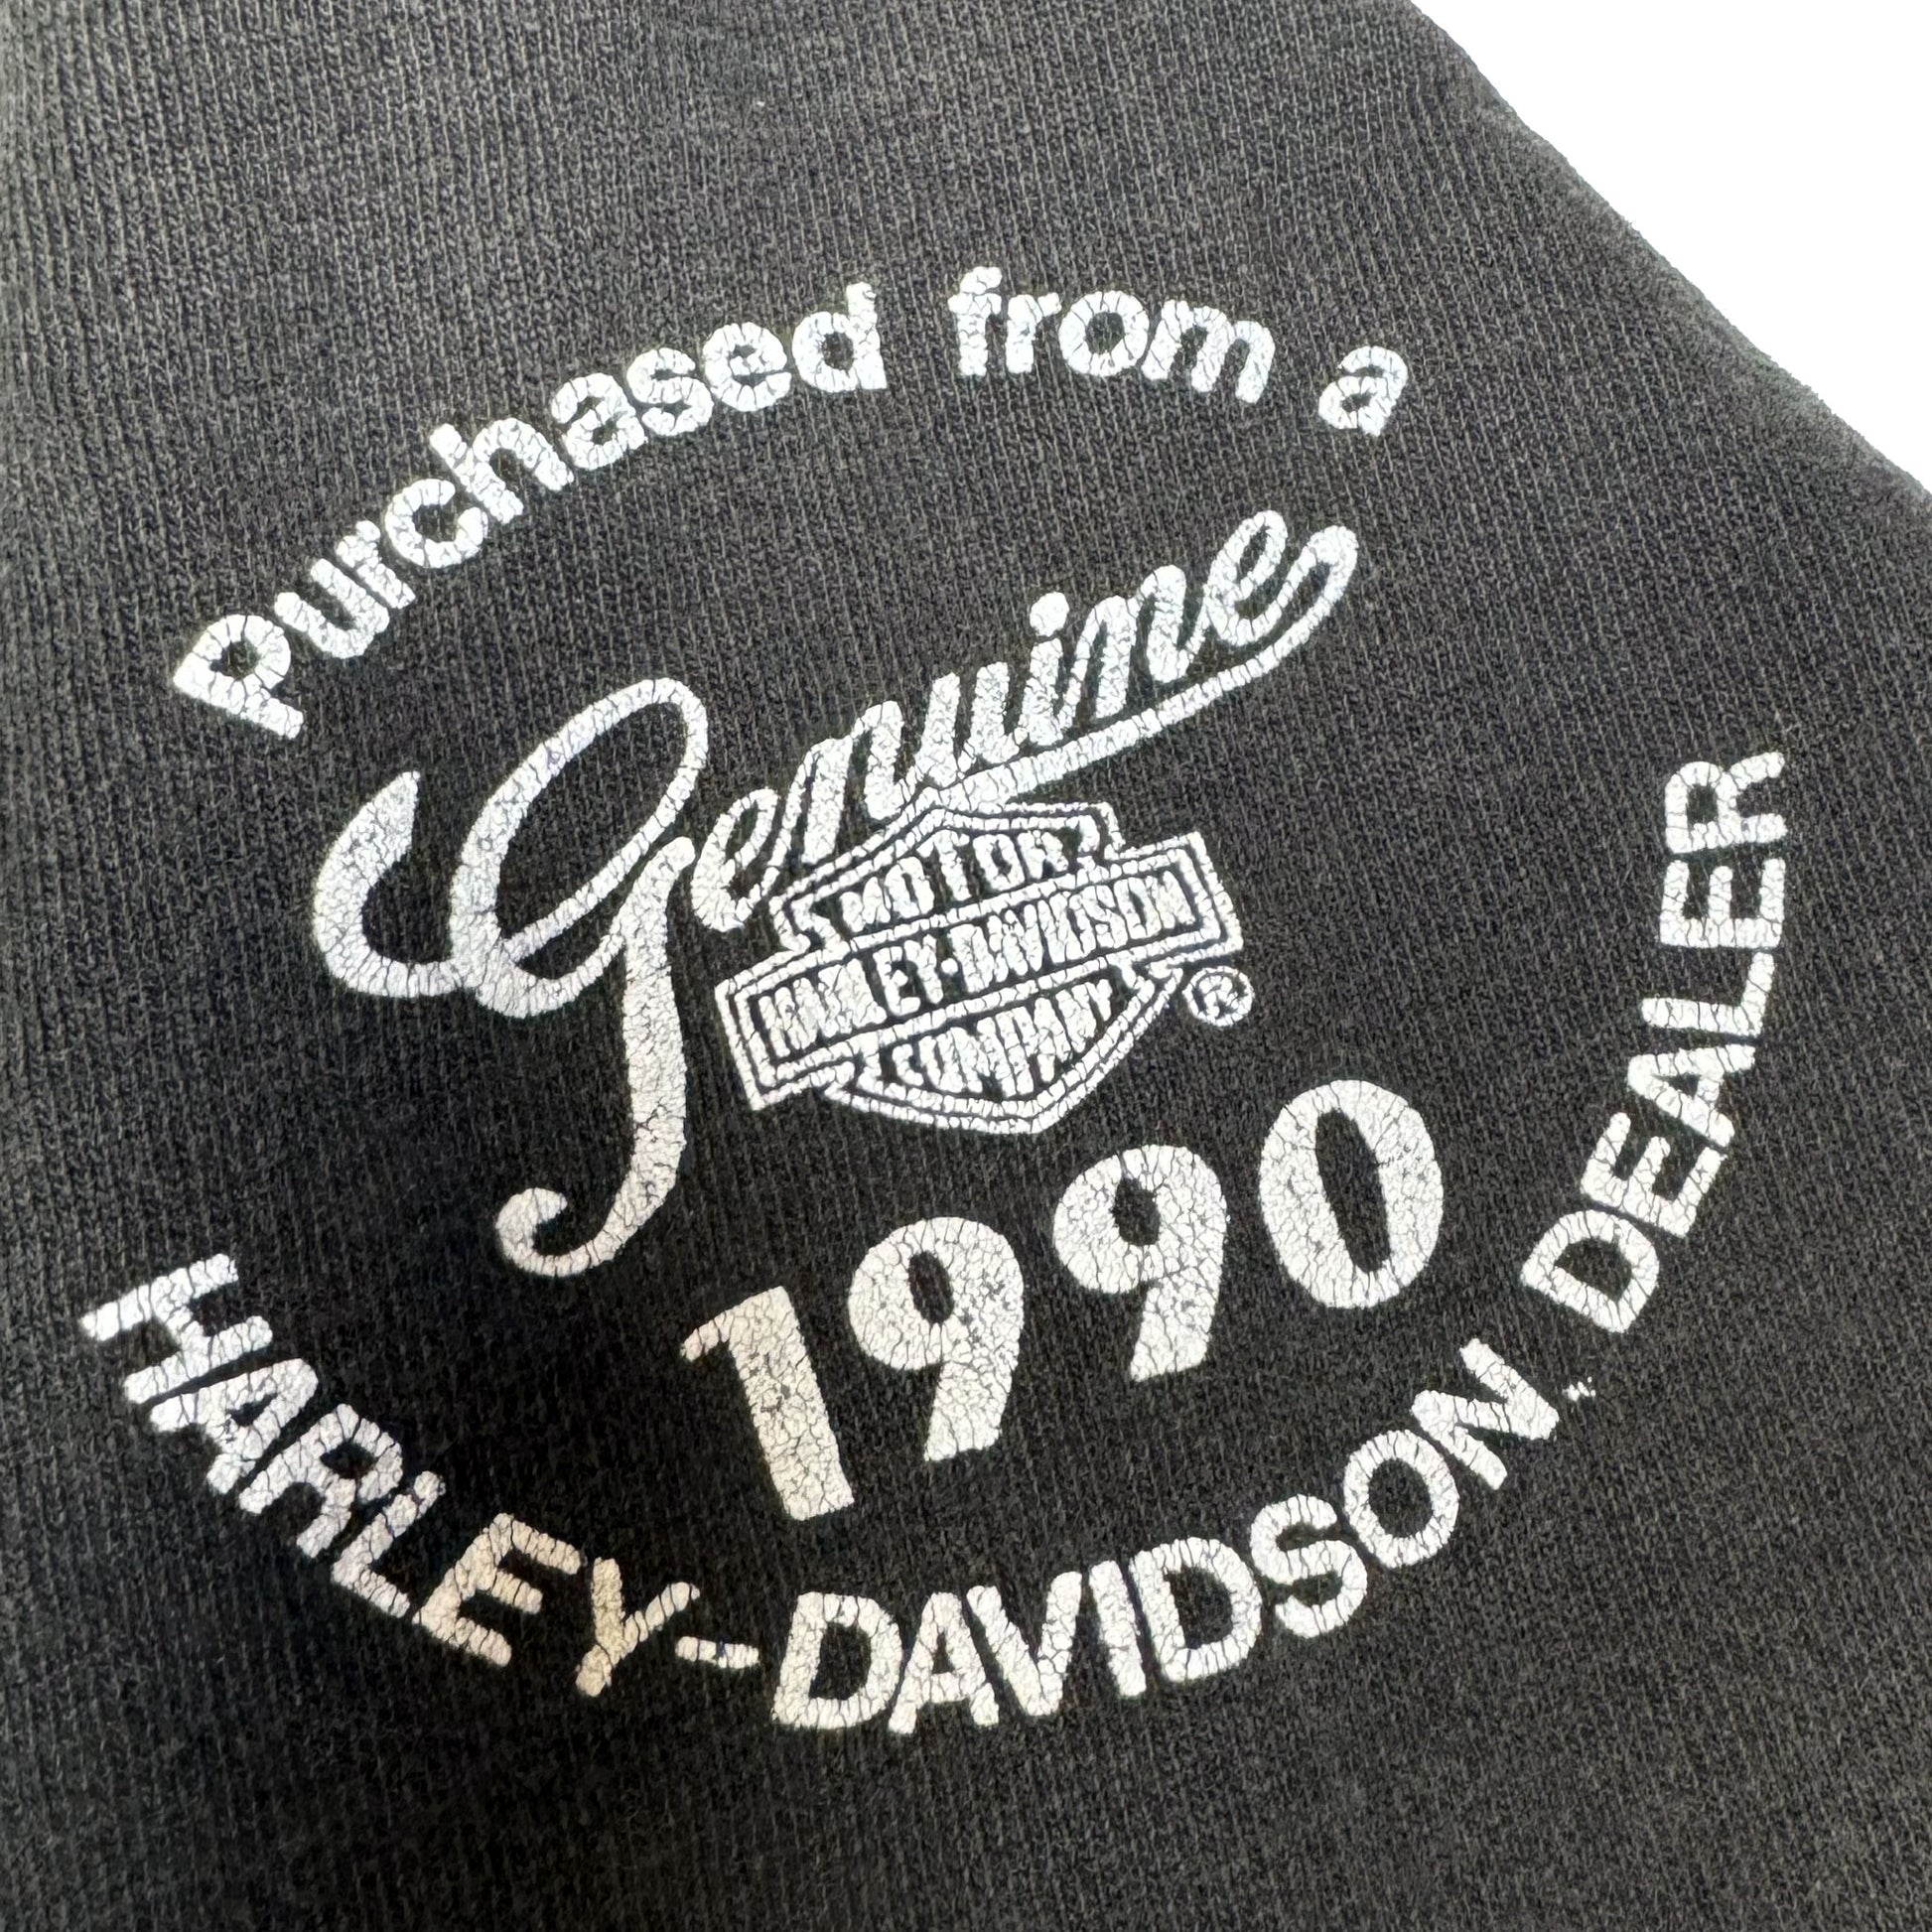 Purchased from a
Genuine
MOTOR
HARLEY-DAVIDSON
COMPANY
®
1990
HARLEY-DAVIDSON DEALER